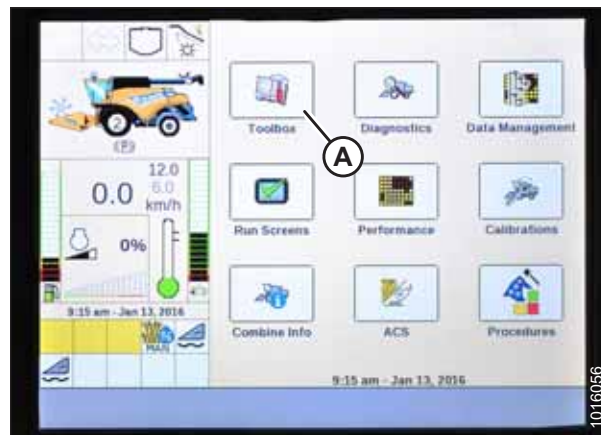 2
(P)
12.0
6.0
0.0 km/h
0%
9:15 am - Jan 13, 2016
MAN
Toolbox
Diagnostics
Data Management
A
Run Screens
Performance
Calibrations
Combine Info
ACS
Procedures
9:15 am - Jan 13, 2016
1016056